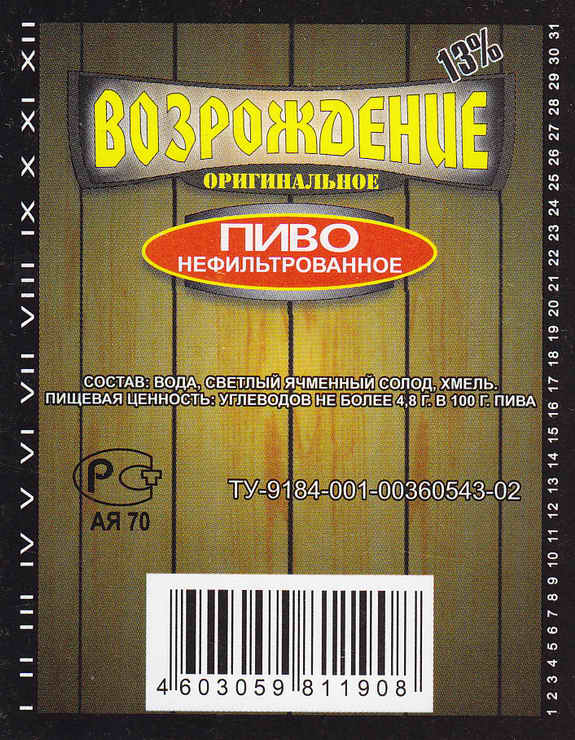 13%
ВОЗРОЖДЕНИЕ
ОРИГИНАЛЬНОЕ
ПИВО
НЕФИЛЬТРОВАННОЕ
СОСТАВ: ВОДА, СВЕТЛЫЙ ЯЧМЕННЫЙ СОЛОД, ХМЕЛЬ.
ПИЩЕВАЯ ЦЕННОСТЬ: УГЛЕВОДОВ НЕ БОЛЕЕ 4,8 Г. В 100 Г. ПИВА
РСТ
АЯ 70
ТУ-9184-001-00360543-02
4 603059 811908
I II III IV V VI VII VIII IX X XI XII
1 2 3 4 5 6 7 8 9 10 11 12 13 14 15 16 17 18 19 20 21 22 23 24 25 26 27 28 29 30 31